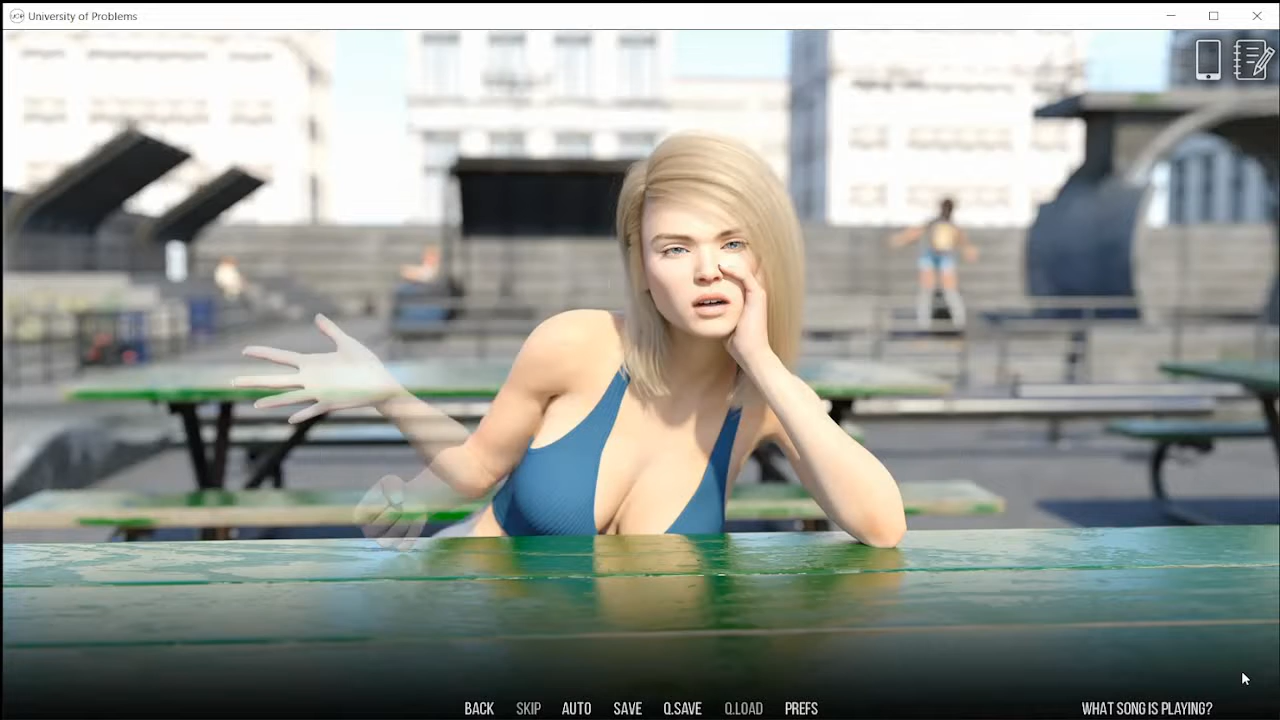 University of Problems
BACK SKIP AUTO SAVE Q.SAVE Q.LOAD PREFS WHAT SONG IS PLAYING?